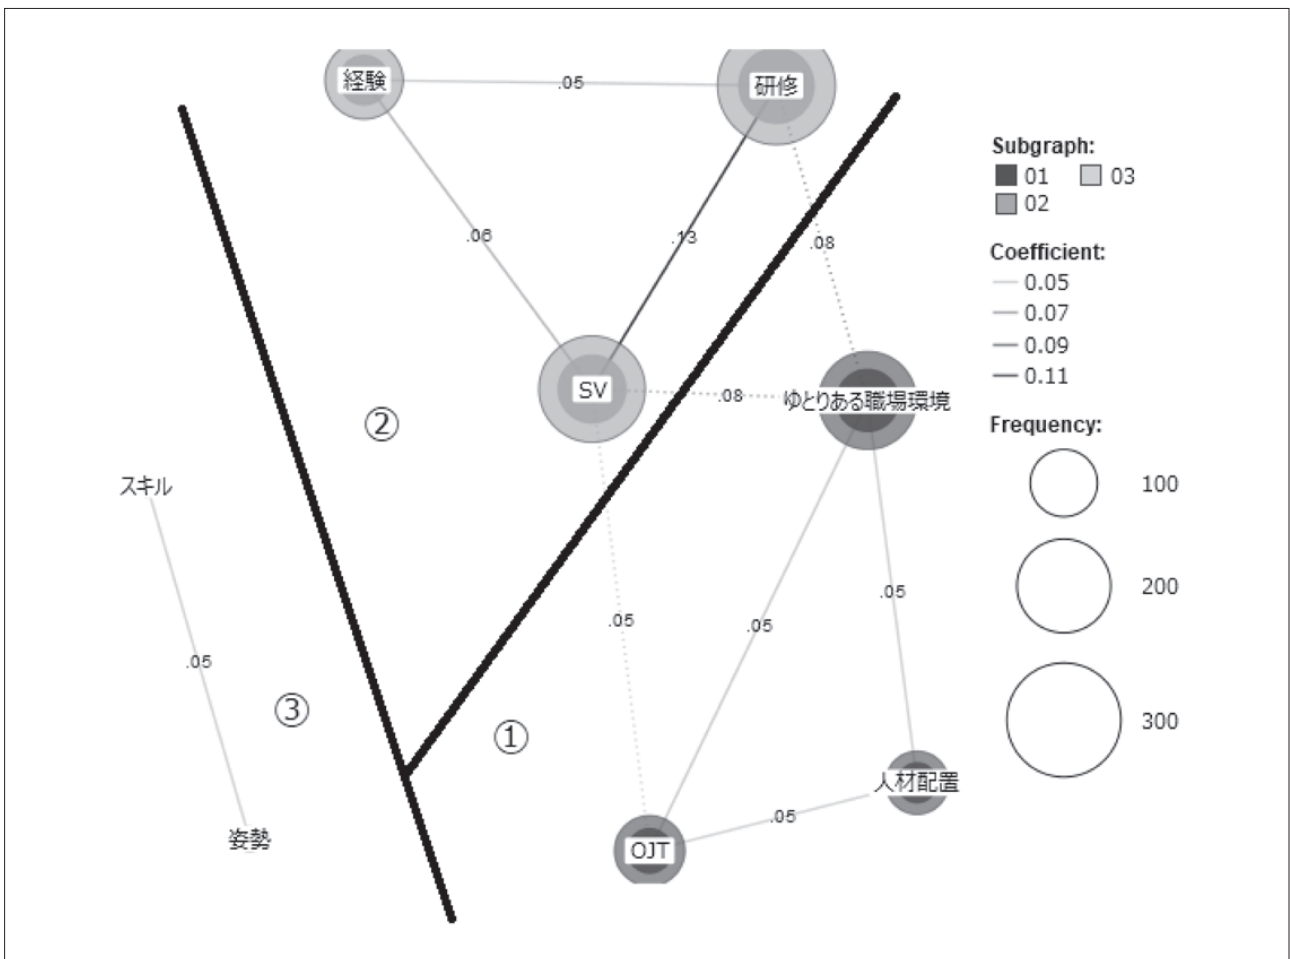 経験
.05
研修
.06
.13
.08
SV
.08
ゆとりある職場環境
②
スキル
.05
.05
.05
.05
③
①
人材配置
.05
姿勢
OJT
Subgraph:
01 03
02
Coefficient:
0.05
0.07
0.09
0.11
Frequency:
100
200
300